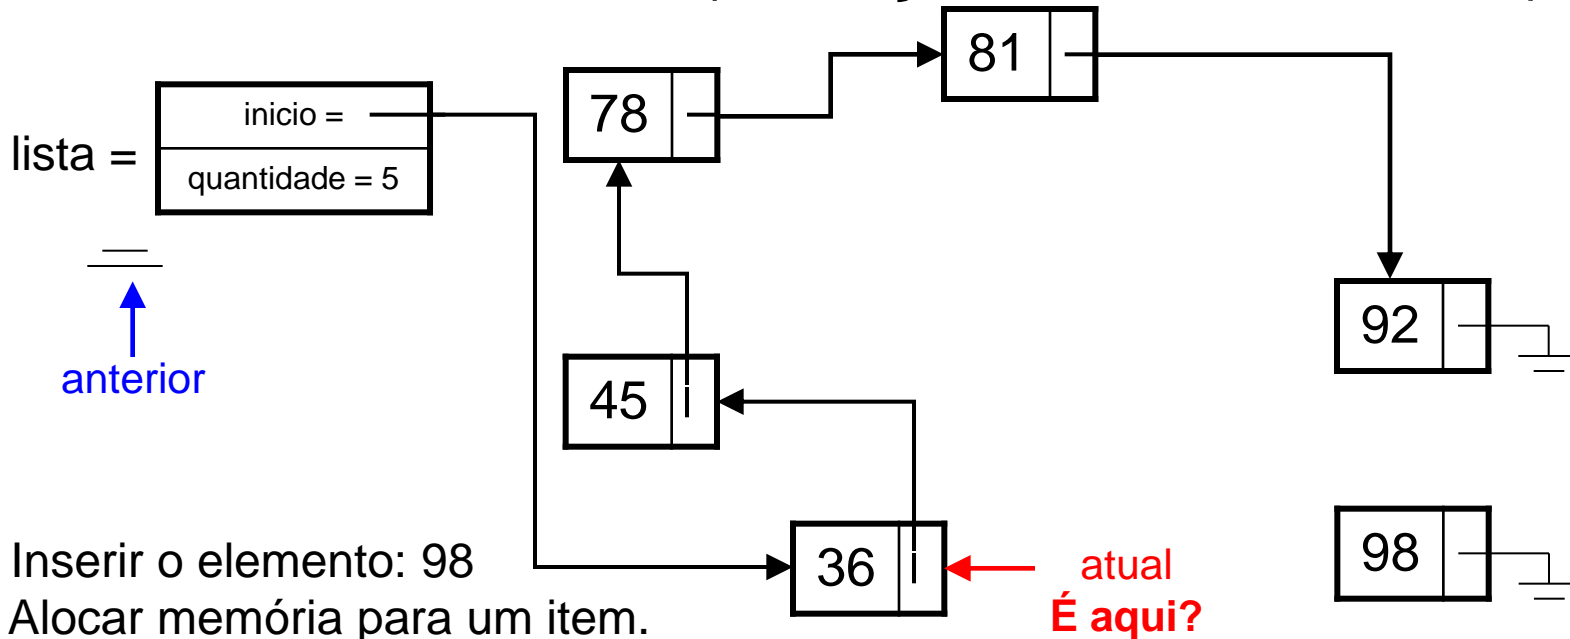 81
inicio =
78
lista =
quantidade = 5
92
anterior
45
Inserir o elemento: 98
36
atual
98
Alocar memória para um item.
É aqui?